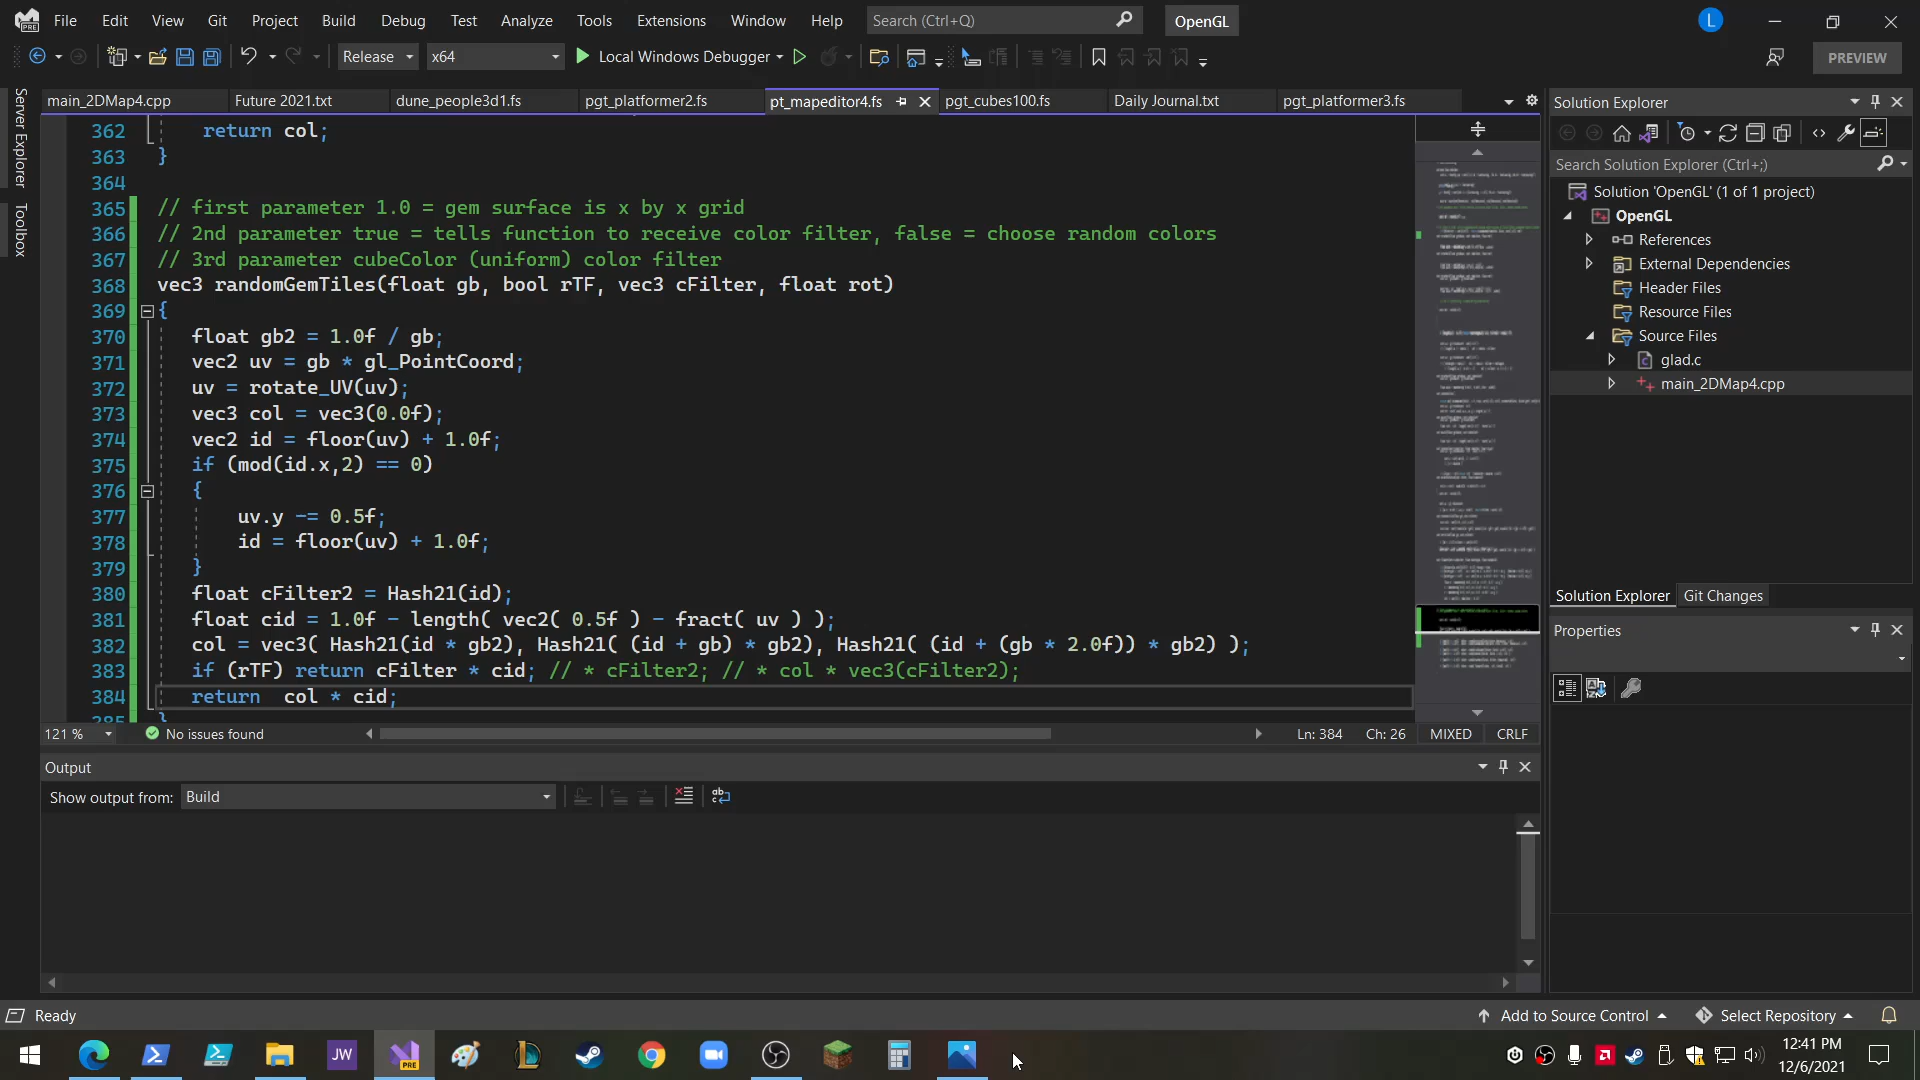 File Edit View Git Project Build Debug Test Analyze Tools Extensions Window Help Search (Ctrl+Q) OpenGL L
Release x64 Local Windows Debugger PREVIEW
Server Explorer
Toolbox
main_2DMap4.cpp Future 2021.txt dune_people3d1.fs pgt_platformer2.fs pt_mapeditor4.fs pgt_cubes100.fs Daily Journal.txt pgt_platformer3.fs
362 return col;
363 }
364
365 // first parameter 1.0 = gem surface is x by x grid
366 // 2nd parameter true = tells function to receive color filter, false = choose random colors
367 // 3rd parameter cubeColor (uniform) color filter
368 vec3 randomGemTiles(float gb, bool rTF, vec3 cFilter, float rot)
369 {
370 float gb2 = 1.0f / gb;
371 vec2 uv = gb * gl_PointCoord;
372 uv = rotate_UV(uv);
373 vec3 col = vec3(0.0f);
374 vec2 id = floor(uv) + 1.0f;
375 if (mod(id.x,2) == 0)
376 {
377 uv.y -= 0.5f;
378 id = floor(uv) + 1.0f;
379 }
380 float cFilter2 = Hash21(id);
381 float cid = 1.0f - length( vec2( 0.5f ) - fract( uv ) );
382 col = vec3( Hash21(id * gb2), Hash21( (id + gb) * gb2), Hash21( (id + (gb * 2.0f)) * gb2) );
383 if (rTF) return cFilter * cid; // * cFilter2; // * col * vec3(cFilter2);
384 return  col * cid;
385 }
121 % No issues found Ln: 384 Ch: 26 MIXED CRLF
Output
Show output from: Build
Solution Explorer
Search Solution Explorer (Ctrl+;)
Solution 'OpenGL' (1 of 1 project)
OpenGL
References
External Dependencies
Header Files
Resource Files
Source Files
glad.c
main_2DMap4.cpp
Solution Explorer Git Changes
Properties
Ready Add to Source Control Select Repository
JW PRE
12:41 PM
12/6/2021